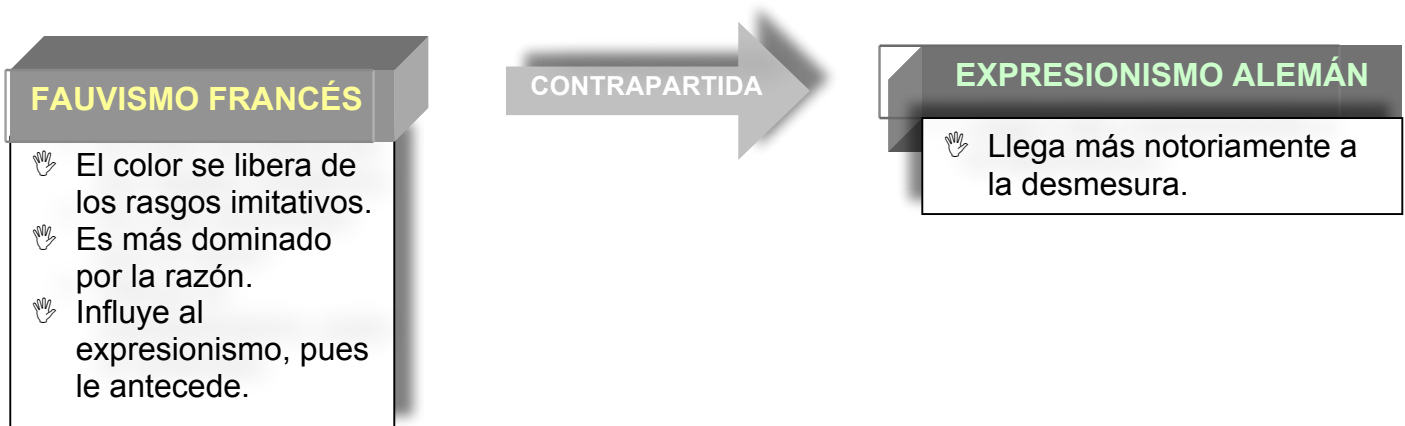 FAUVISMO FRANCÉS
El color se libera de
los rasgos imitativos.
Es más dominado
por la razón.
Influye al
expresionismo, pues
le antecede.
CONTRAPARTIDA
EXPRESIONISMO ALEMÁN
Llega más notoriamente a
la desmesura.